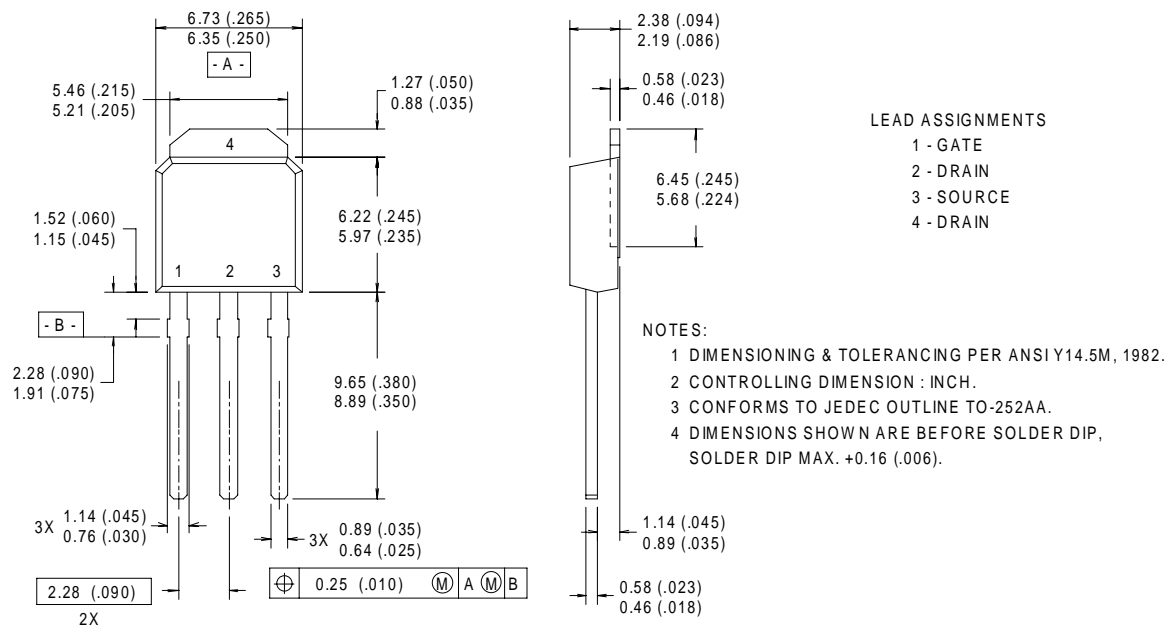 6.73 (.265)
6.35 (.250)
- A -
5.46 (.215)
5.21 (.205)
1.27 (.050)
0.88 (.035)
4
1.52 (.060)
1.15 (.045)
6.22 (.245)
5.97 (.235)
1 2 3
- B -
2.28 (.090)
1.91 (.075)
9.65 (.380)
8.89 (.350)
3X 1.14 (.045)
0.76 (.030)
3X 0.89 (.035)
0.64 (.025)
2.28 (.090)
2X
⌖ 0.25 (.010) Ⓜ A Ⓜ B
2.38 (.094)
2.19 (.086)
0.58 (.023)
0.46 (.018)
6.45 (.245)
5.68 (.224)
1.14 (.045)
0.89 (.035)
0.58 (.023)
0.46 (.018)
LEAD ASSIGNMENTS
1 - GATE
2 - DRAIN
3 - SOURCE
4 - DRAIN
NOTES:
1 DIMENSIONING & TOLERANCING PER ANSI Y14.5M, 1982.
2 CONTROLLING DIMENSION : INCH.
3 CONFORMS TO JEDEC OUTLINE TO-252AA.
4 DIMENSIONS SHOWN ARE BEFORE SOLDER DIP,
SOLDER DIP MAX. +0.16 (.006).